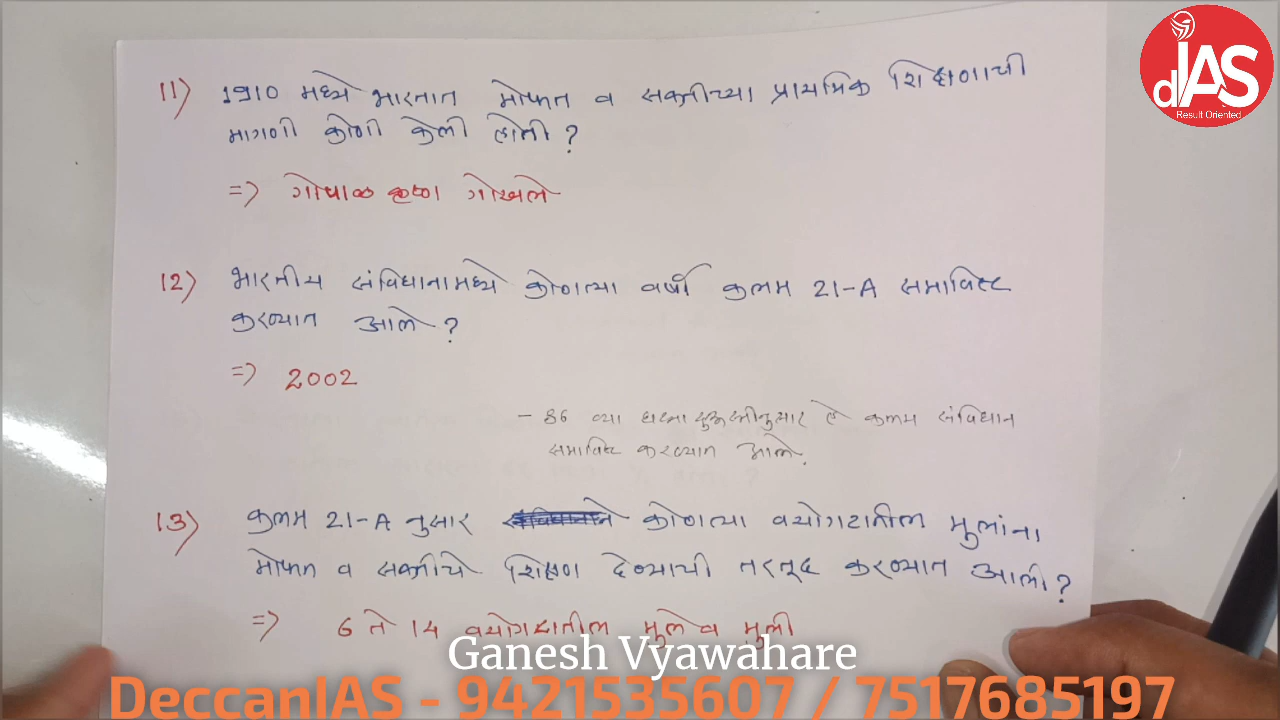 dIAS
Result Oriented
11) 1910 मध्ये भारतात मोफत व सक्तीच्या प्राथमिक शिक्षणाची
मागणी कोणी केली होती ?
=> गोपाळ कृष्ण गोखले
12) भारतीय संविधानामध्ये कोणत्या वर्षी कलम 21-A समाविष्ट
करण्यात आले ?
=> 2002
- 86 व्या घटनादुरुस्तीनुसार हे कलम संविधान
समाविष्ट करण्यात आले.
13) कलम 21-A नुसार कोणत्या वयोगटातील मुलांना
मोफत व सक्तीचे शिक्षण देण्याची तरतूद करण्यात आली ?
=> 6 ते 14 वयोगटातील मुले व मुली
Ganesh Vyawahare
DeccanIAS - 9421535607 / 7517685197